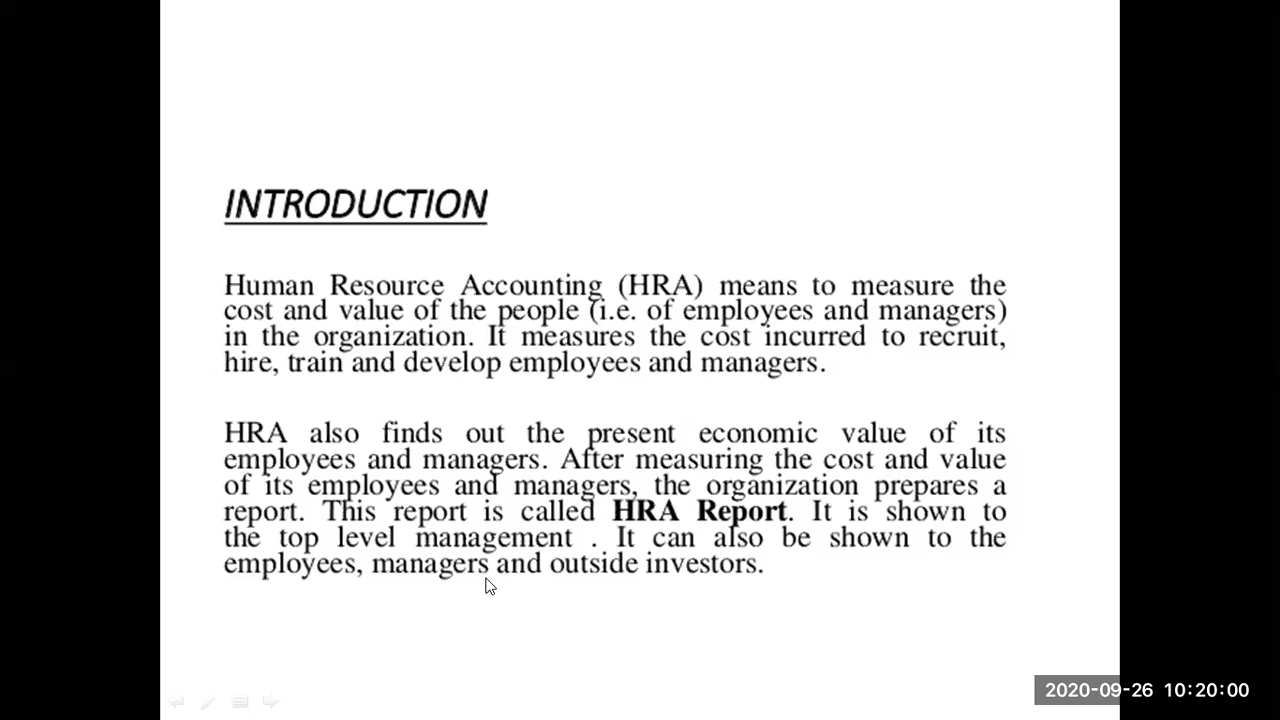 INTRODUCTION
Human Resource Accounting (HRA) means to measure the
cost and value of the people (i.e. of employees and managers)
in the organization. It measures the cost incurred to recruit,
hire, train and develop employees and managers.
HRA also finds out the present economic value of its
employees and managers. After measuring the cost and value
of its employees and managers, the organization prepares a
report. This report is called HRA Report. It is shown to
the top level management . It can also be shown to the
employees, managers and outside investors.
2020-09-26 10:20:00